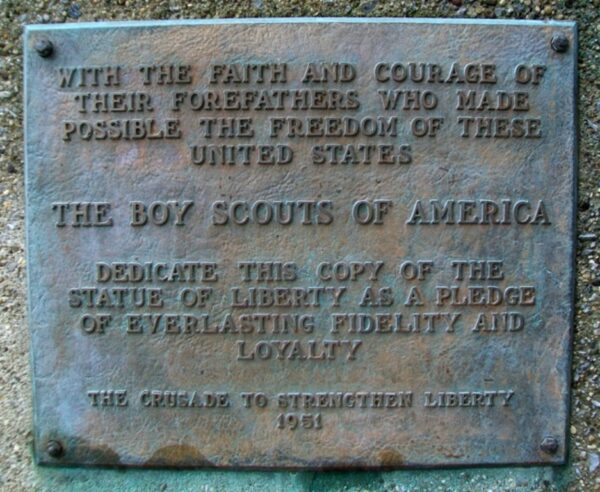 WITH THE FAITH AND COURAGE OF
THEIR FOREFATHERS WHO MADE
POSSIBLE THE FREEDOM OF THESE
UNITED STATES
THE BOY SCOUTS OF AMERICA
DEDICATE THIS COPY OF THE
STATUE OF LIBERTY AS A PLEDGE
OF EVERLASTING FIDELITY AND
LOYALTY
THE CRUSADE TO STRENGTHEN LIBERTY
1951